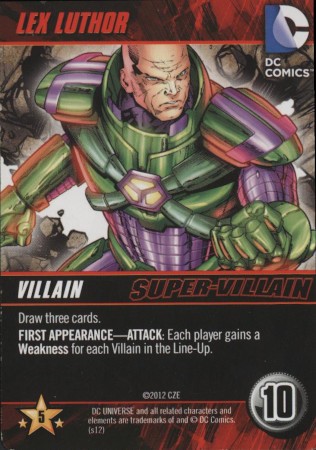 LEX LUTHOR
DC COMICS™
VILLAIN
SUPER-VILLAIN
Draw three cards.
FIRST APPEARANCE—ATTACK: Each player gains a
Weakness for each Villain in the Line-Up.
©2012 CZE
5
10
DC UNIVERSE and all related characters and
elements are trademarks of and © DC Comics.
(s12)